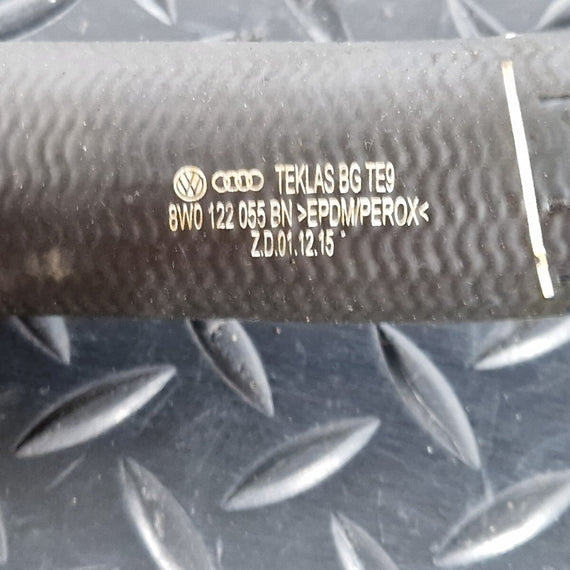 TEKLAS BG TE9
8W0 122 055 BN >EPDM/PEROX<
Z.D.01.12.15